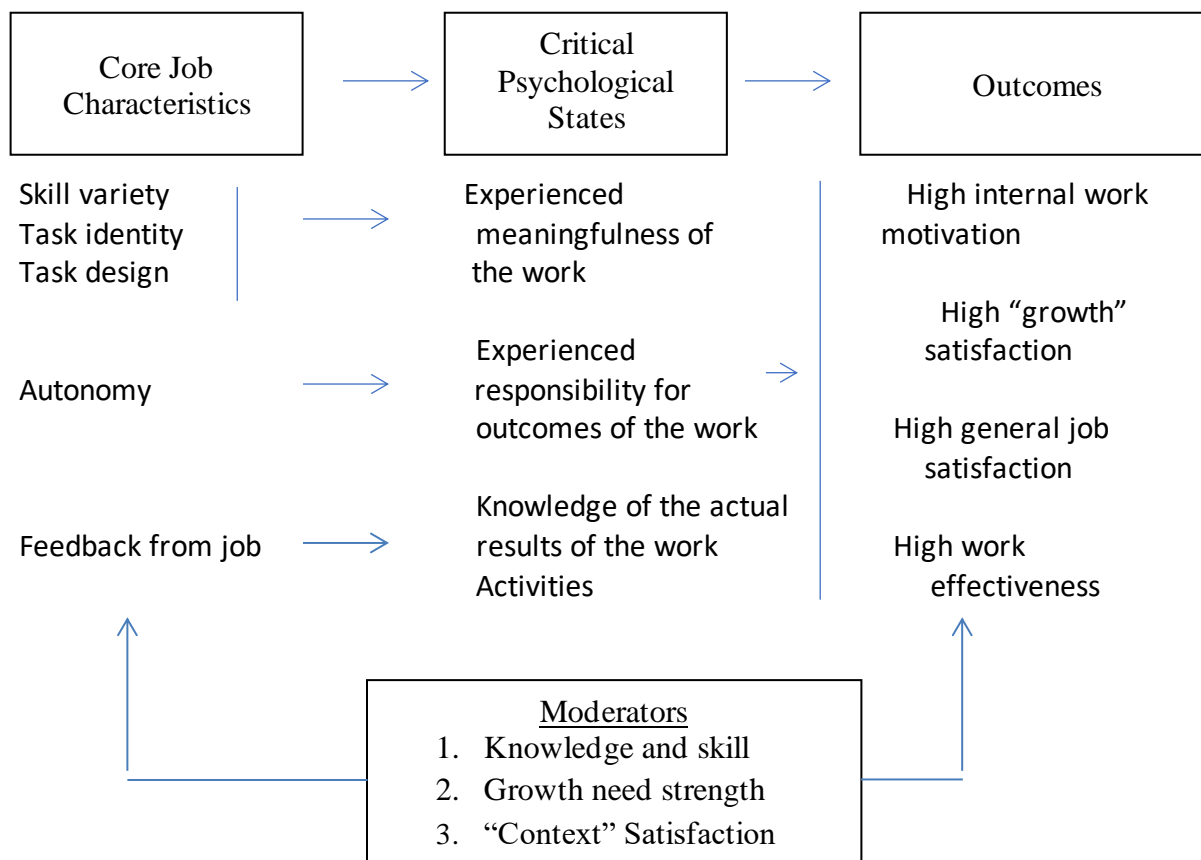 Core Job
Characteristics
Critical
Psychological
States
Outcomes
Skill variety
Task identity
Task design
Experienced
meaningfulness of
the work
High internal work
motivation
High “growth”
satisfaction
Autonomy
Experienced
responsibility for
outcomes of the work
High general job
satisfaction
Feedback from job
Knowledge of the actual
results of the work
Activities
High work
effectiveness
Moderators
1. Knowledge and skill
2. Growth need strength
3. “Context” Satisfaction